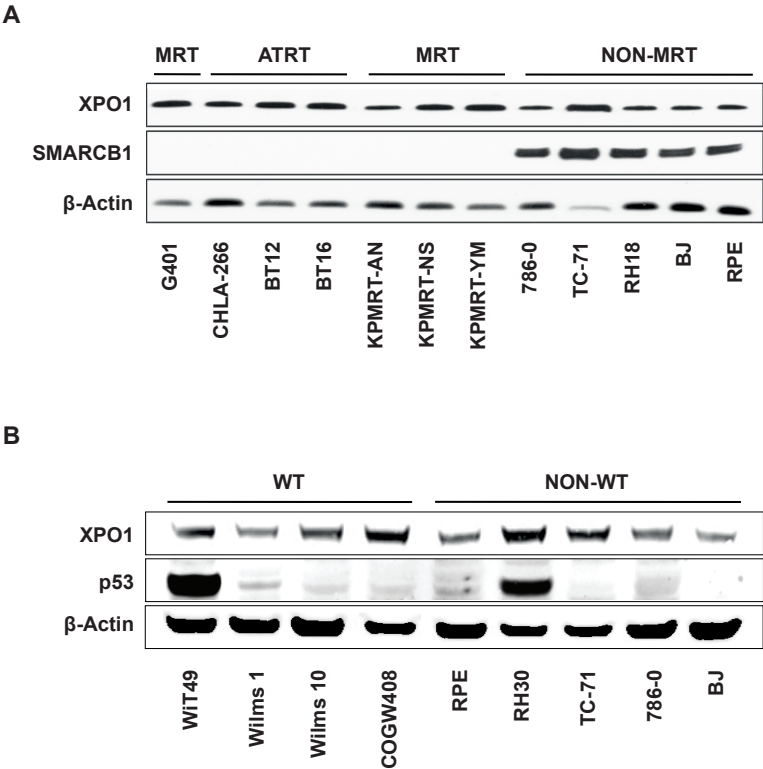 A
MRT ATRT MRT NON-MRT
XPO1
SMARCB1
β-Actin
G401 CHLA-266 BT12 BT16 KPMRT-AN KPMRT-NS KPMRT-YM 786-0 TC-71 RH18 BJ RPE
B
WT NON-WT
XPO1
p53
β-Actin
WiT49 Wilms 1 Wilms 10 COGW408 RPE RH30 TC-71 786-0 BJ